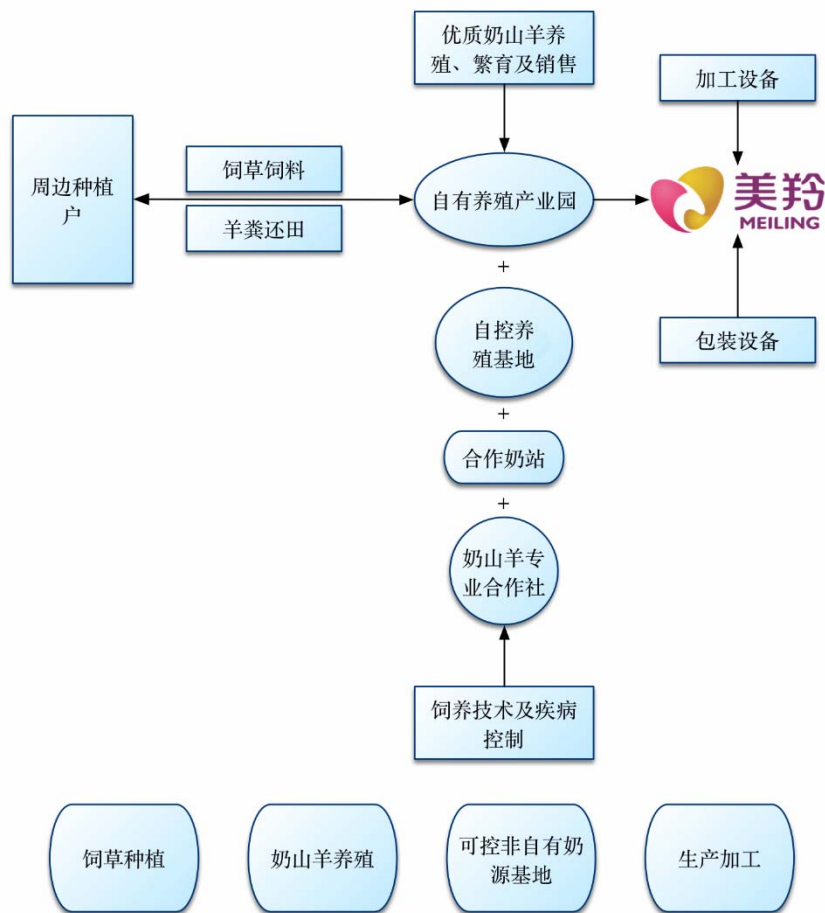 优质奶山羊养
殖、繁育及销售
加工设备
周边种植
户
饲草饲料
羊粪还田
自有养殖产业园
美羚
MEILING
+
自控养
殖基地
包装设备
+
合作奶站
+
奶山羊专
业合作社
饲养技术及疾病
控制
饲草种植
奶山羊养殖
可控非自有奶
源基地
生产加工